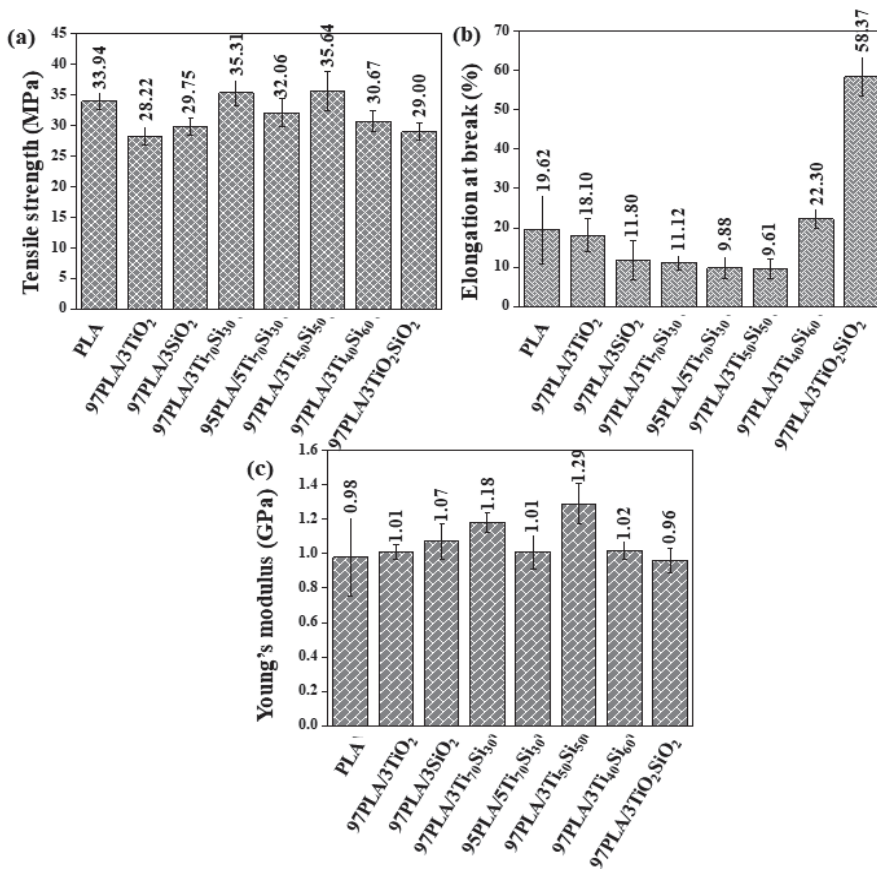 (a)
Tensile strength (MPa)
45
40
35
30
25
20
15
10
5
0
33.94
28.22
29.75
35.31
32.06
35.64
30.67
29.00
PLA
97PLA/3TiO₂
97PLA/3SiO₂
97PLA/3Ti₇₀Si₃₀)
95PLA/5Ti₇₀Si₃₀)
97PLA/3Ti₅₀Si₅₀)
97PLA/3Ti₄₀Si₆₀)
97PLA/3TiO₂SiO₂
(b)
Elongation at break (%)
70
60
50
40
30
20
10
0
19.62
18.10
11.80
11.12
9.88
9.61
22.30
58.37
PLA
97PLA/3TiO₂
97PLA/3SiO₂
97PLA/3Ti₇₀Si₃₀)
95PLA/5Ti₇₀Si₃₀)
97PLA/3Ti₅₀Si₅₀)
97PLA/3Ti₄₀Si₆₀)
97PLA/3TiO₂SiO₂
(c)
Young's modulus (GPa)
1.6
1.4
1.2
1.0
0.8
0.6
0.4
0.2
0.0
0.98
1.01
1.07
1.18
1.01
1.29
1.02
0.96
PLA
97PLA/3TiO₂
97PLA/3SiO₂
97PLA/3Ti₇₀Si₃₀)
95PLA/5Ti₇₀Si₃₀)
97PLA/3Ti₅₀Si₅₀)
97PLA/3Ti₄₀Si₆₀)
97PLA/3TiO₂SiO₂